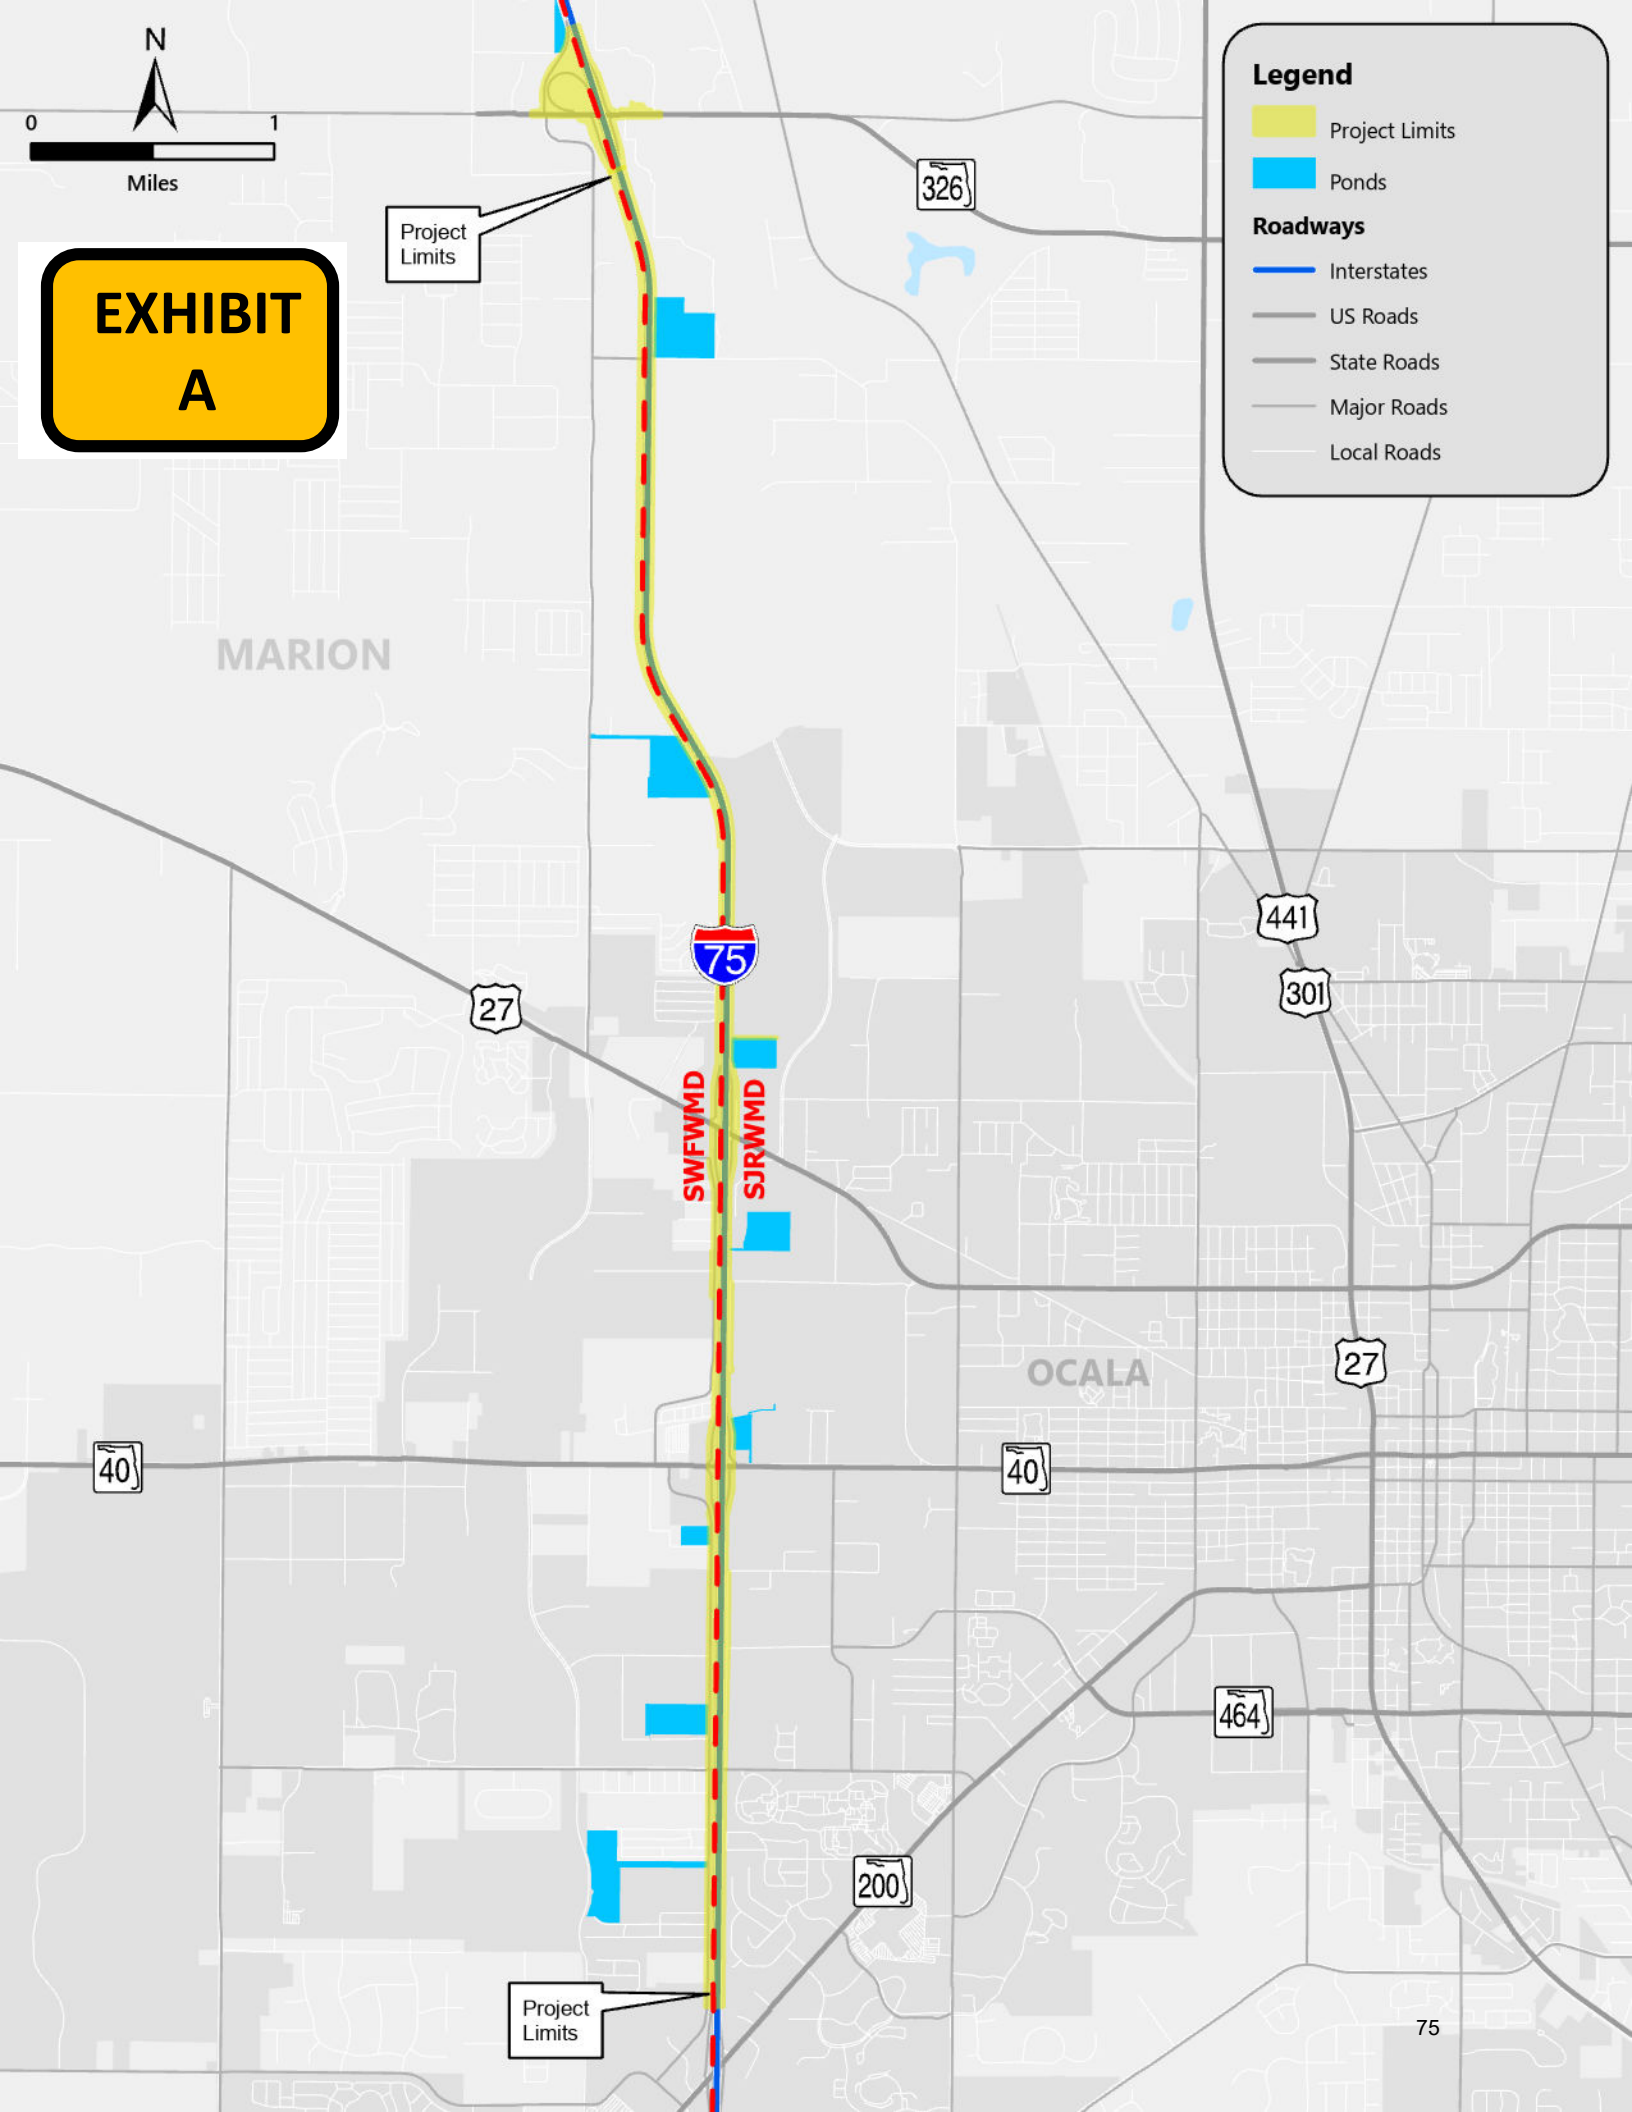 N
0 1
Miles
EXHIBIT
A
Legend
Project Limits
Ponds
Roadways
Interstates
US Roads
State Roads
Major Roads
Local Roads
326
Project
Limits
MARION
441
75
301
27
SWFWMD
SJRWMD
27
OCALA
40
40
464
200
Project
Limits
75